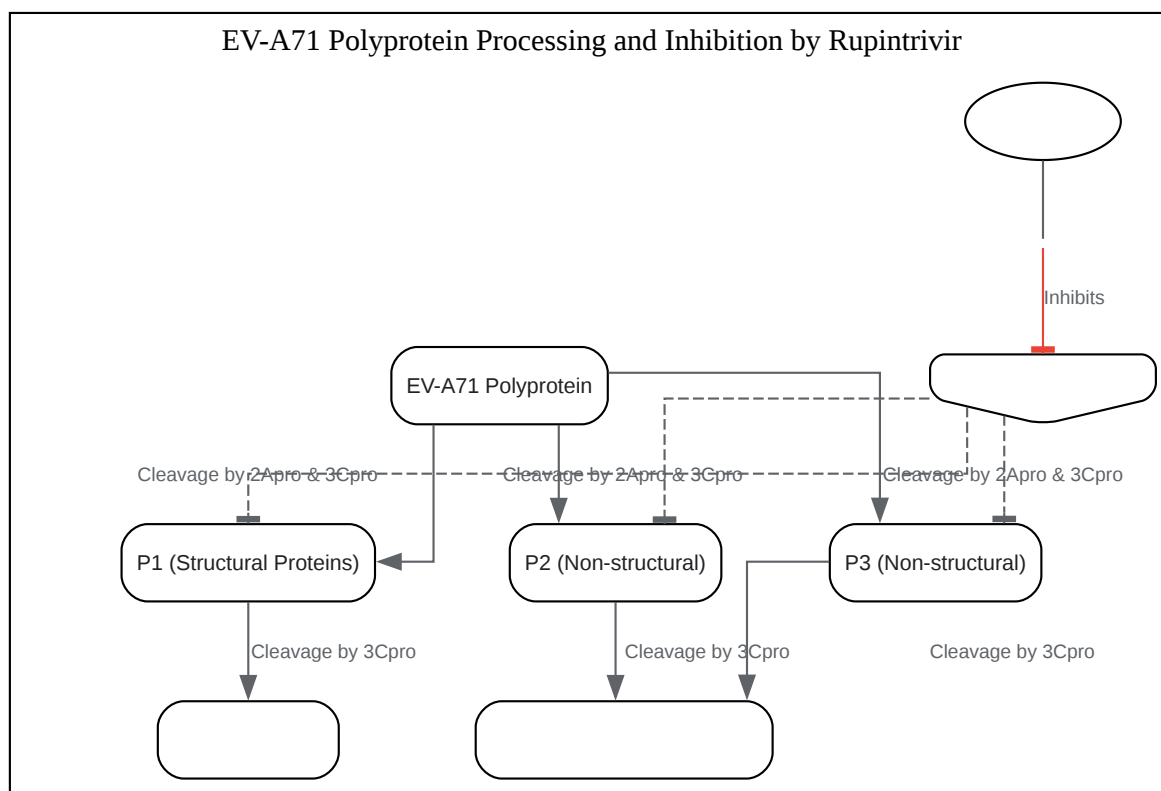 EV-A71 Polyprotein Processing and Inhibition by Rupintrivir
Inhibits
EV-A71 Polyprotein
Cleavage by 2Apro & 3Cpro
Cleavage by 2Apro & 3Cpro
Cleavage by 2Apro & 3Cpro
P1 (Structural Proteins)
P2 (Non-structural)
P3 (Non-structural)
Cleavage by 3Cpro
Cleavage by 3Cpro
Cleavage by 3Cpro